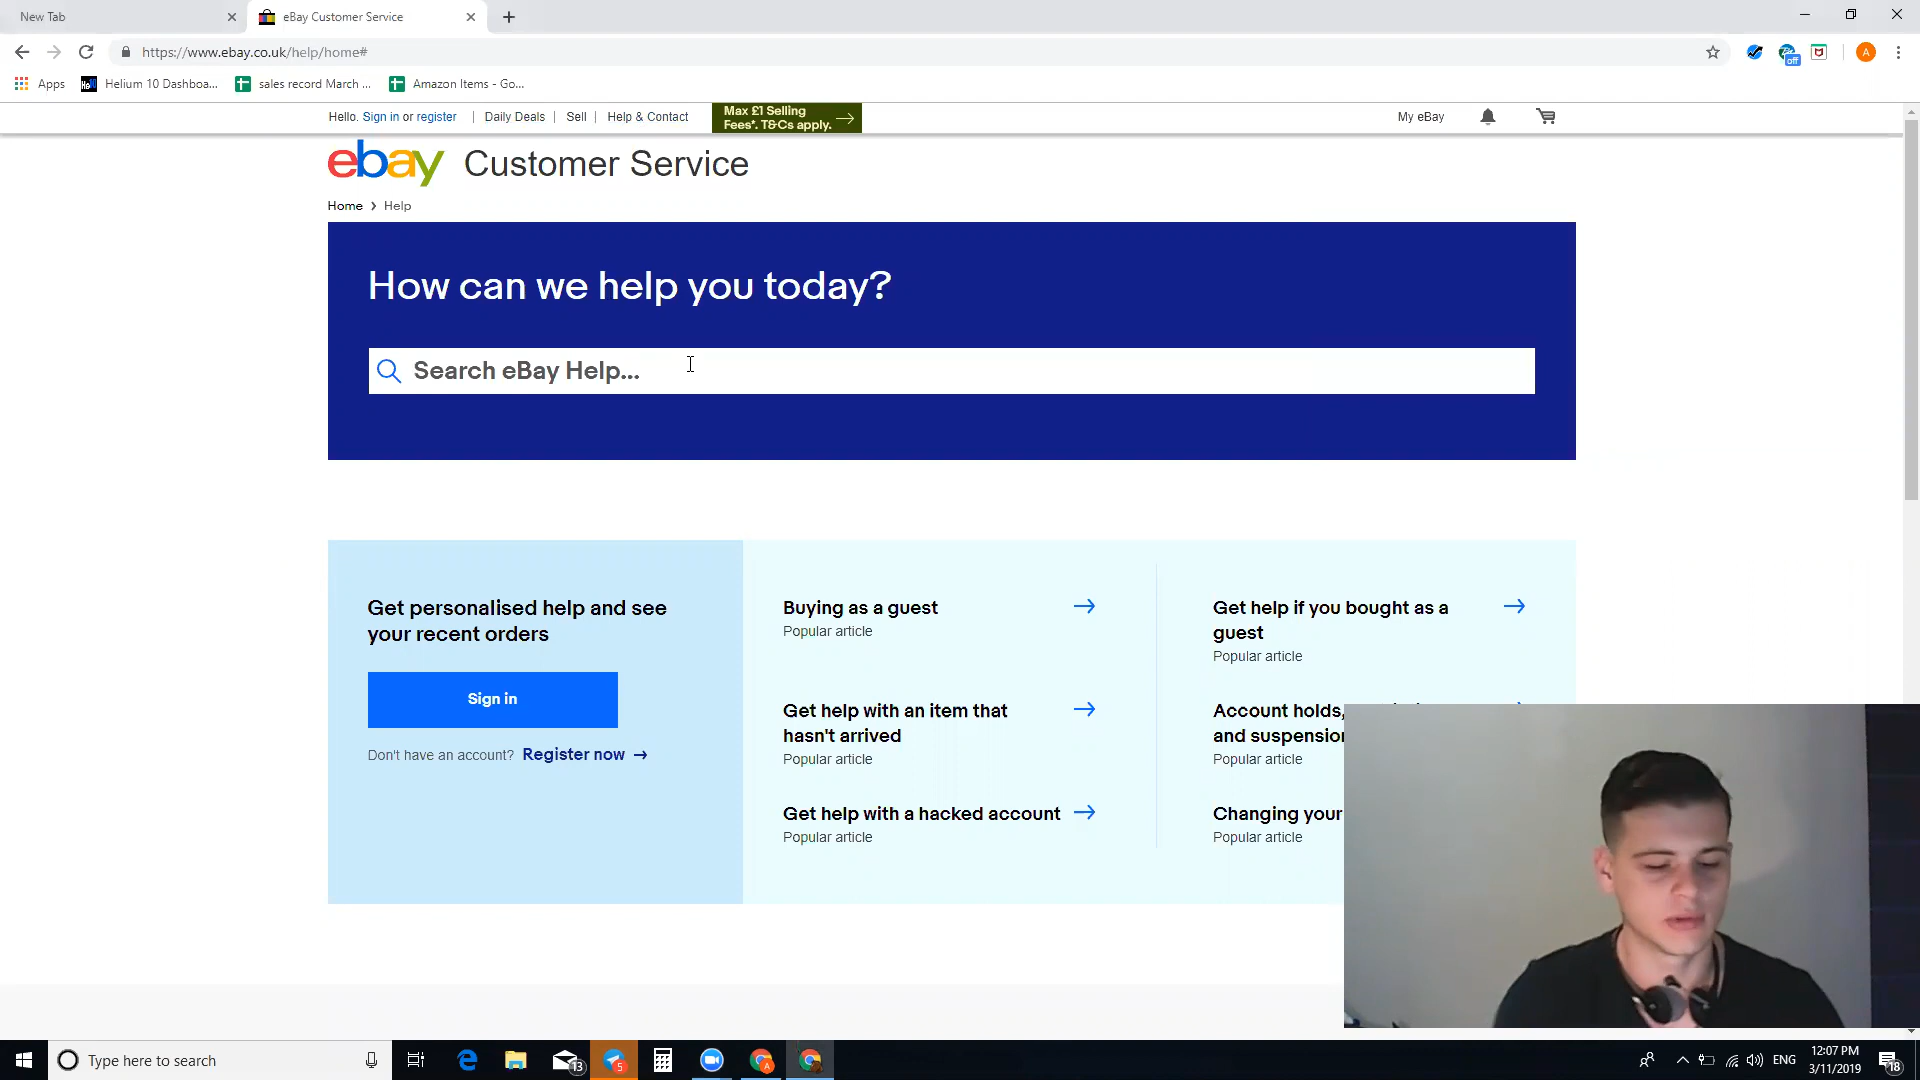 New Tab
eBay Customer Service
https://www.ebay.co.uk/help/home#
off
A
Apps
Helium 10 Dashboa...
sales record March ...
Amazon Items - Go...
Hello. Sign in or register
Daily Deals
Sell
Help & Contact
Max £1 Selling
Fees*. T&Cs apply.
My eBay
ebay Customer Service
Home > Help
How can we help you today?
Search eBay Help...
Get personalised help and see
your recent orders
Sign in
Don't have an account? Register now
Buying as a guest
Popular article
Get help if you bought as a
guest
Popular article
Get help with an item that
hasn't arrived
Popular article
Account holds,
and suspension
Popular article
Get help with a hacked account
Popular article
Changing your
Popular article
Type here to search
13
5
A
ENG
12:07 PM
3/11/2019
18